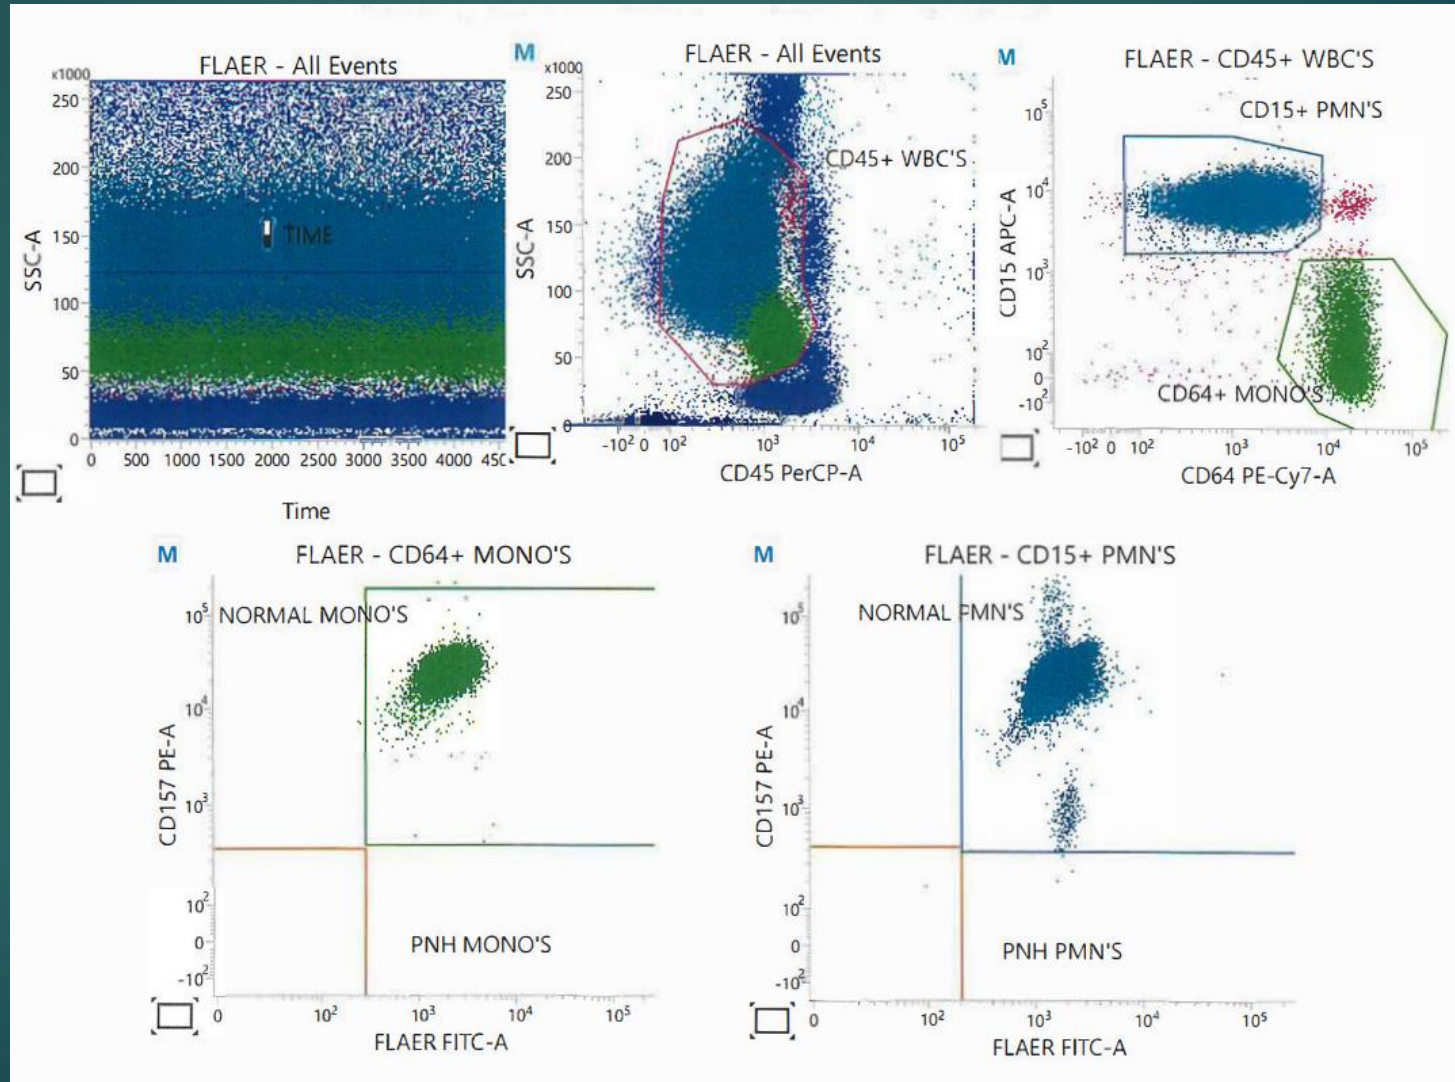 FLAER - All Events
x1000
250
200
150
100
50
0
SSC-A
TIME
0 500 1000 1500 2000 2500 3000 3500 4000 450
Time
M
FLAER - All Events
x1000
250
200
150
100
50
0
SSC-A
CD45+ WBC'S
-10² 0 10² 10³ 10⁴ 10⁵
CD45 PerCP-A
M
FLAER - CD45+ WBC'S
CD15+ PMN'S
10⁵
10⁴
10³
10²
0
-10²
CD15 APC-A
CD64+ MONO'S
-10² 0 10² 10³ 10⁴ 10⁵
CD64 PE-Cy7-A
M
FLAER - CD64+ MONO'S
NORMAL MONO'S
10⁵
10⁴
10³
10²
0
-10²
CD157 PE-A
PNH MONO'S
0 10² 10³ 10⁴ 10⁵
FLAER FITC-A
M
FLAER - CD15+ PMN'S
NORMAL PMN'S
10⁵
10⁴
10³
10²
0
-10²
CD157 PE-A
PNH PMN'S
0 10² 10³ 10⁴ 10⁵
FLAER FITC-A